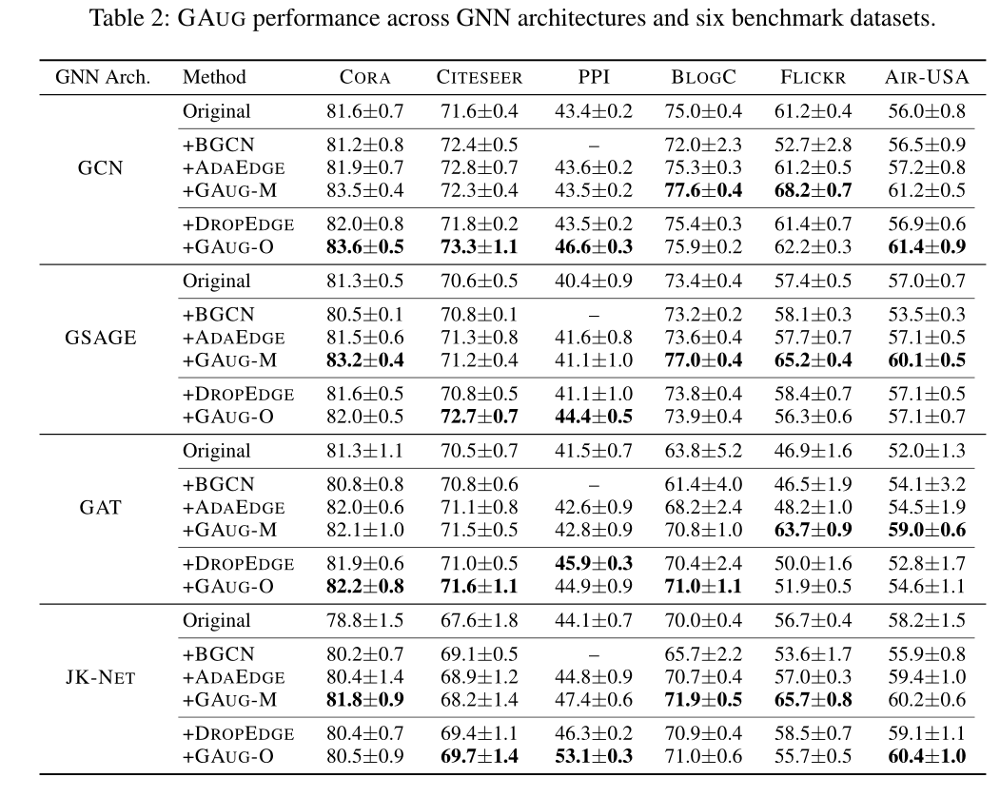 Table 2: GAUG performance across GNN architectures and six benchmark datasets.
GNN Arch. Method CORA CITESEER PPI BLOGC FLICKR AIR-USA
Original 81.6±0.7 71.6±0.4 43.4±0.2 75.0±0.4 61.2±0.4 56.0±0.8
+BGCN 81.2±0.8 72.4±0.5 – 72.0±2.3 52.7±2.8 56.5±0.9
GCN +ADAEDGE 81.9±0.7 72.8±0.7 43.6±0.2 75.3±0.3 61.2±0.5 57.2±0.8
+GAUG-M 83.5±0.4 72.3±0.4 43.5±0.2 77.6±0.4 68.2±0.7 61.2±0.5
+DROPEDGE 82.0±0.8 71.8±0.2 43.5±0.2 75.4±0.3 61.4±0.7 56.9±0.6
+GAUG-O 83.6±0.5 73.3±1.1 46.6±0.3 75.9±0.2 62.2±0.3 61.4±0.9
Original 81.3±0.5 70.6±0.5 40.4±0.9 73.4±0.4 57.4±0.5 57.0±0.7
+BGCN 80.5±0.1 70.8±0.1 – 73.2±0.2 58.1±0.3 53.5±0.3
GSAGE +ADAEDGE 81.5±0.6 71.3±0.8 41.6±0.8 73.6±0.4 57.7±0.7 57.1±0.5
+GAUG-M 83.2±0.4 71.2±0.4 41.1±1.0 77.0±0.4 65.2±0.4 60.1±0.5
+DROPEDGE 81.6±0.5 70.8±0.5 41.1±1.0 73.8±0.4 58.4±0.7 57.1±0.5
+GAUG-O 82.0±0.5 72.7±0.7 44.4±0.5 73.9±0.4 56.3±0.6 57.1±0.7
Original 81.3±1.1 70.5±0.7 41.5±0.7 63.8±5.2 46.9±1.6 52.0±1.3
+BGCN 80.8±0.8 70.8±0.6 – 61.4±4.0 46.5±1.9 54.1±3.2
GAT +ADAEDGE 82.0±0.6 71.1±0.8 42.6±0.9 68.2±2.4 48.2±1.0 54.5±1.9
+GAUG-M 82.1±1.0 71.5±0.5 42.8±0.9 70.8±1.0 63.7±0.9 59.0±0.6
+DROPEDGE 81.9±0.6 71.0±0.5 45.9±0.3 70.4±2.4 50.0±1.6 52.8±1.7
+GAUG-O 82.2±0.8 71.6±1.1 44.9±0.9 71.0±1.1 51.9±0.5 54.6±1.1
Original 78.8±1.5 67.6±1.8 44.1±0.7 70.0±0.4 56.7±0.4 58.2±1.5
+BGCN 80.2±0.7 69.1±0.5 – 65.7±2.2 53.6±1.7 55.9±0.8
JK-NET +ADAEDGE 80.4±1.4 68.9±1.2 44.8±0.9 70.7±0.4 57.0±0.3 59.4±1.0
+GAUG-M 81.8±0.9 68.2±1.4 47.4±0.6 71.9±0.5 65.7±0.8 60.2±0.6
+DROPEDGE 80.4±0.7 69.4±1.1 46.3±0.2 70.9±0.4 58.5±0.7 59.1±1.1
+GAUG-O 80.5±0.9 69.7±1.4 53.1±0.3 71.0±0.6 55.7±0.5 60.4±1.0